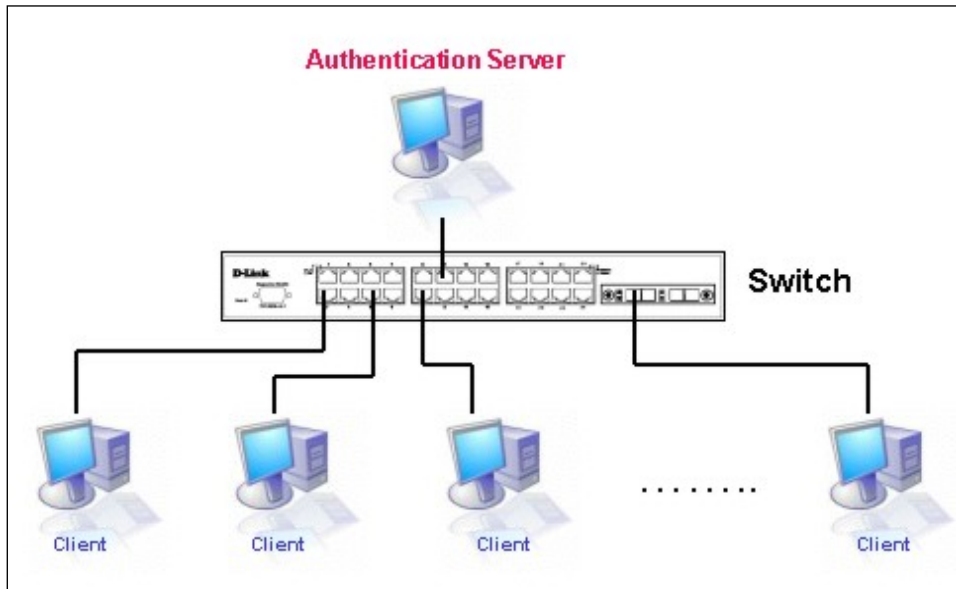 Authentication Server
D-Link
Switch
Client
Client
Client
. . . . . . . .
Client